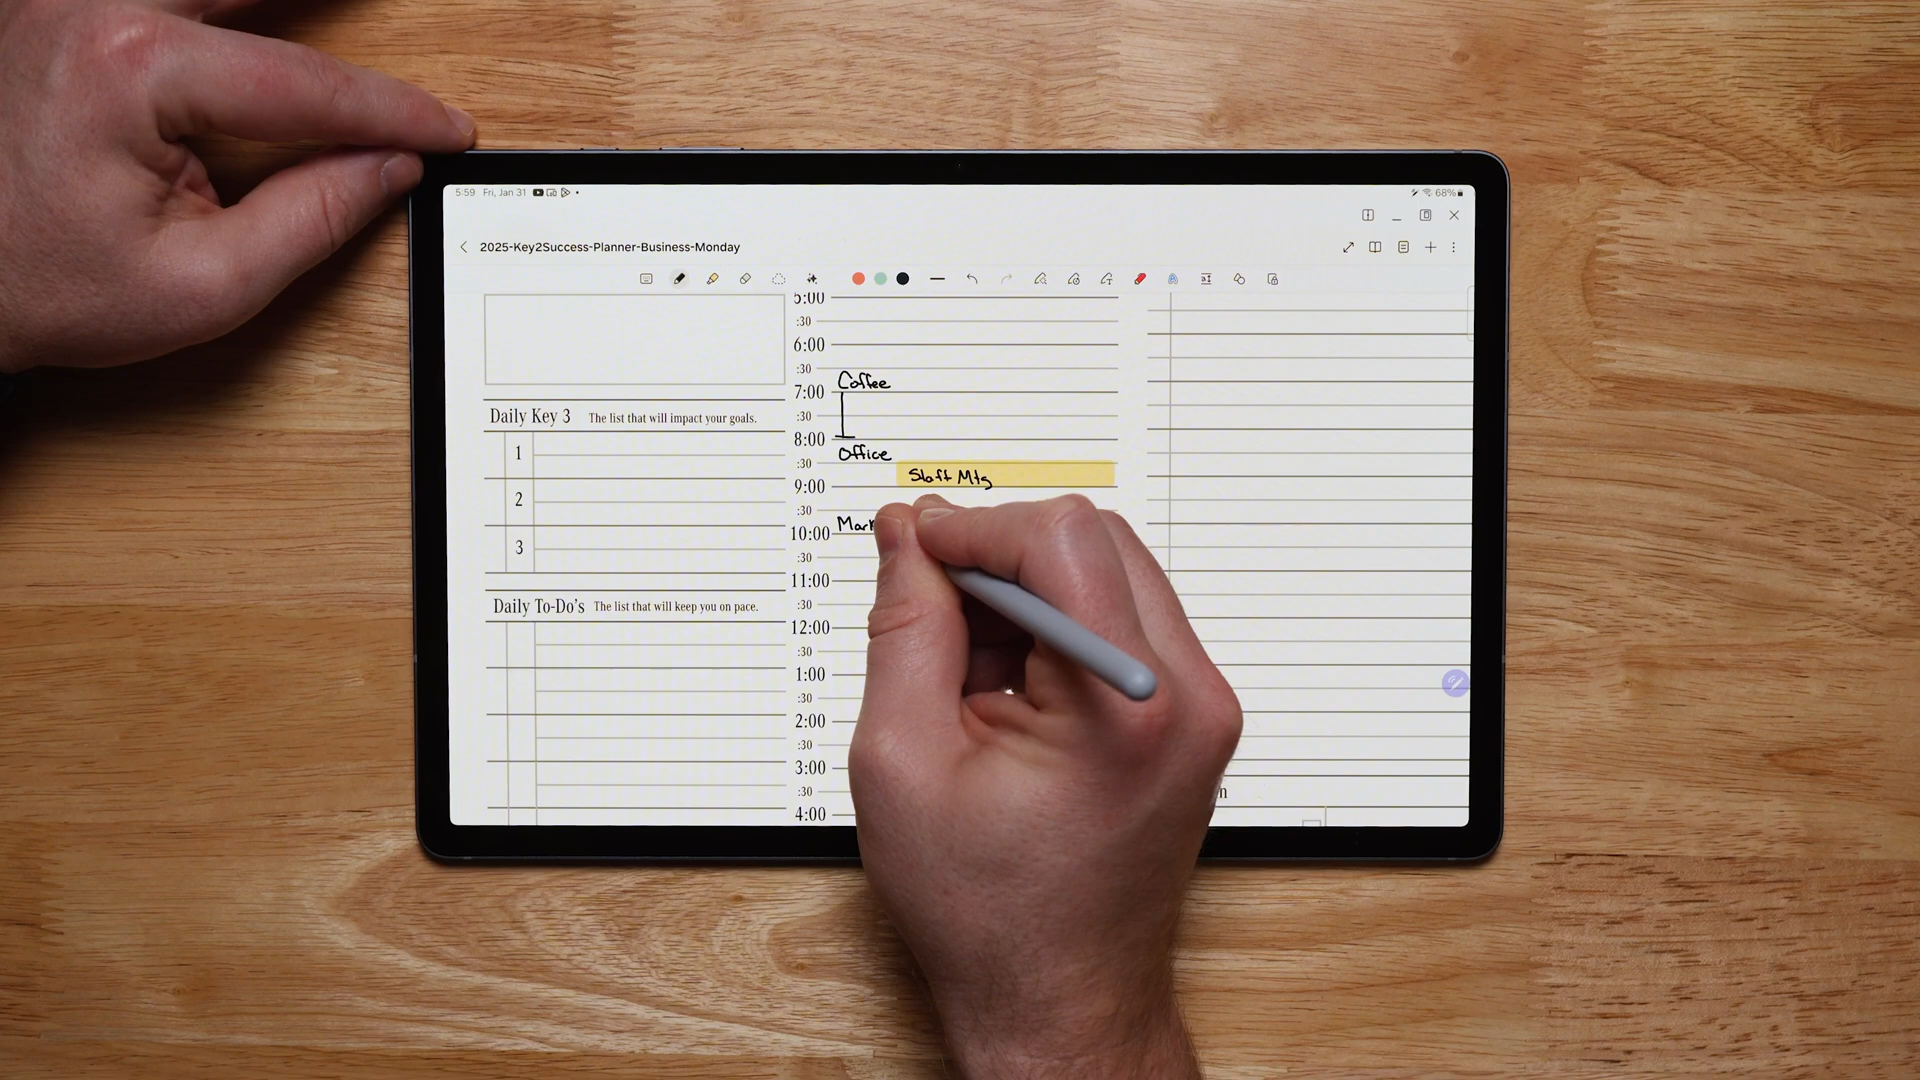 5:59 Fri, Jan 31
68%
2025-Key2Success-Planner-Business-Monday
5:00
:30
6:00
:30
7:00 Coffee
:30
8:00
Office
:30
Staff Mtg
9:00
:30
10:00 Mark
:30
11:00
:30
12:00
:30
1:00
:30
2:00
:30
3:00
:30
4:00
Daily Key 3 The list that will impact your goals.
1
2
3
Daily To-Do's The list that will keep you on pace.
n